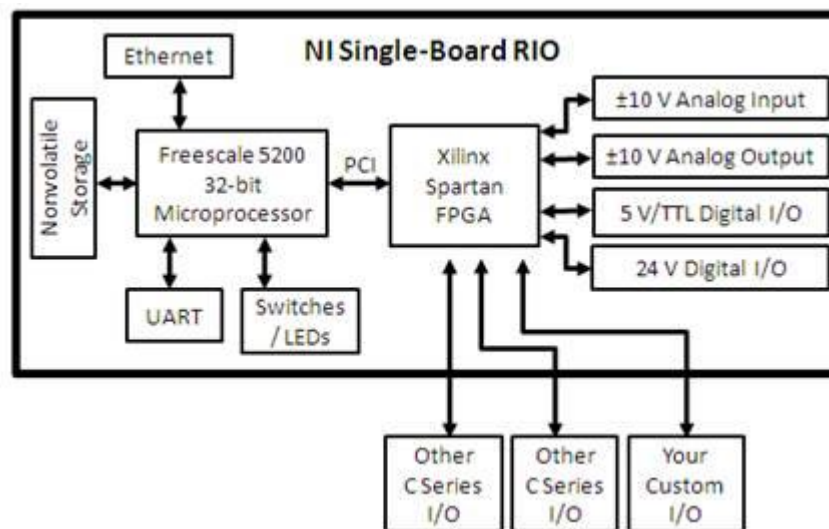 NI Single-Board RIO
Ethernet
Nonvolatile
Storage
Freescale 5200
32-bit
Microprocessor
PCI
Xilinx
Spartan
FPGA
±10 V Analog Input
±10 V Analog Output
5 V/TTL Digital I/O
24 V Digital I/O
UART
Switches
/ LEDs
Other
C Series
I/O
Other
C Series
I/O
Your
Custom
I/O